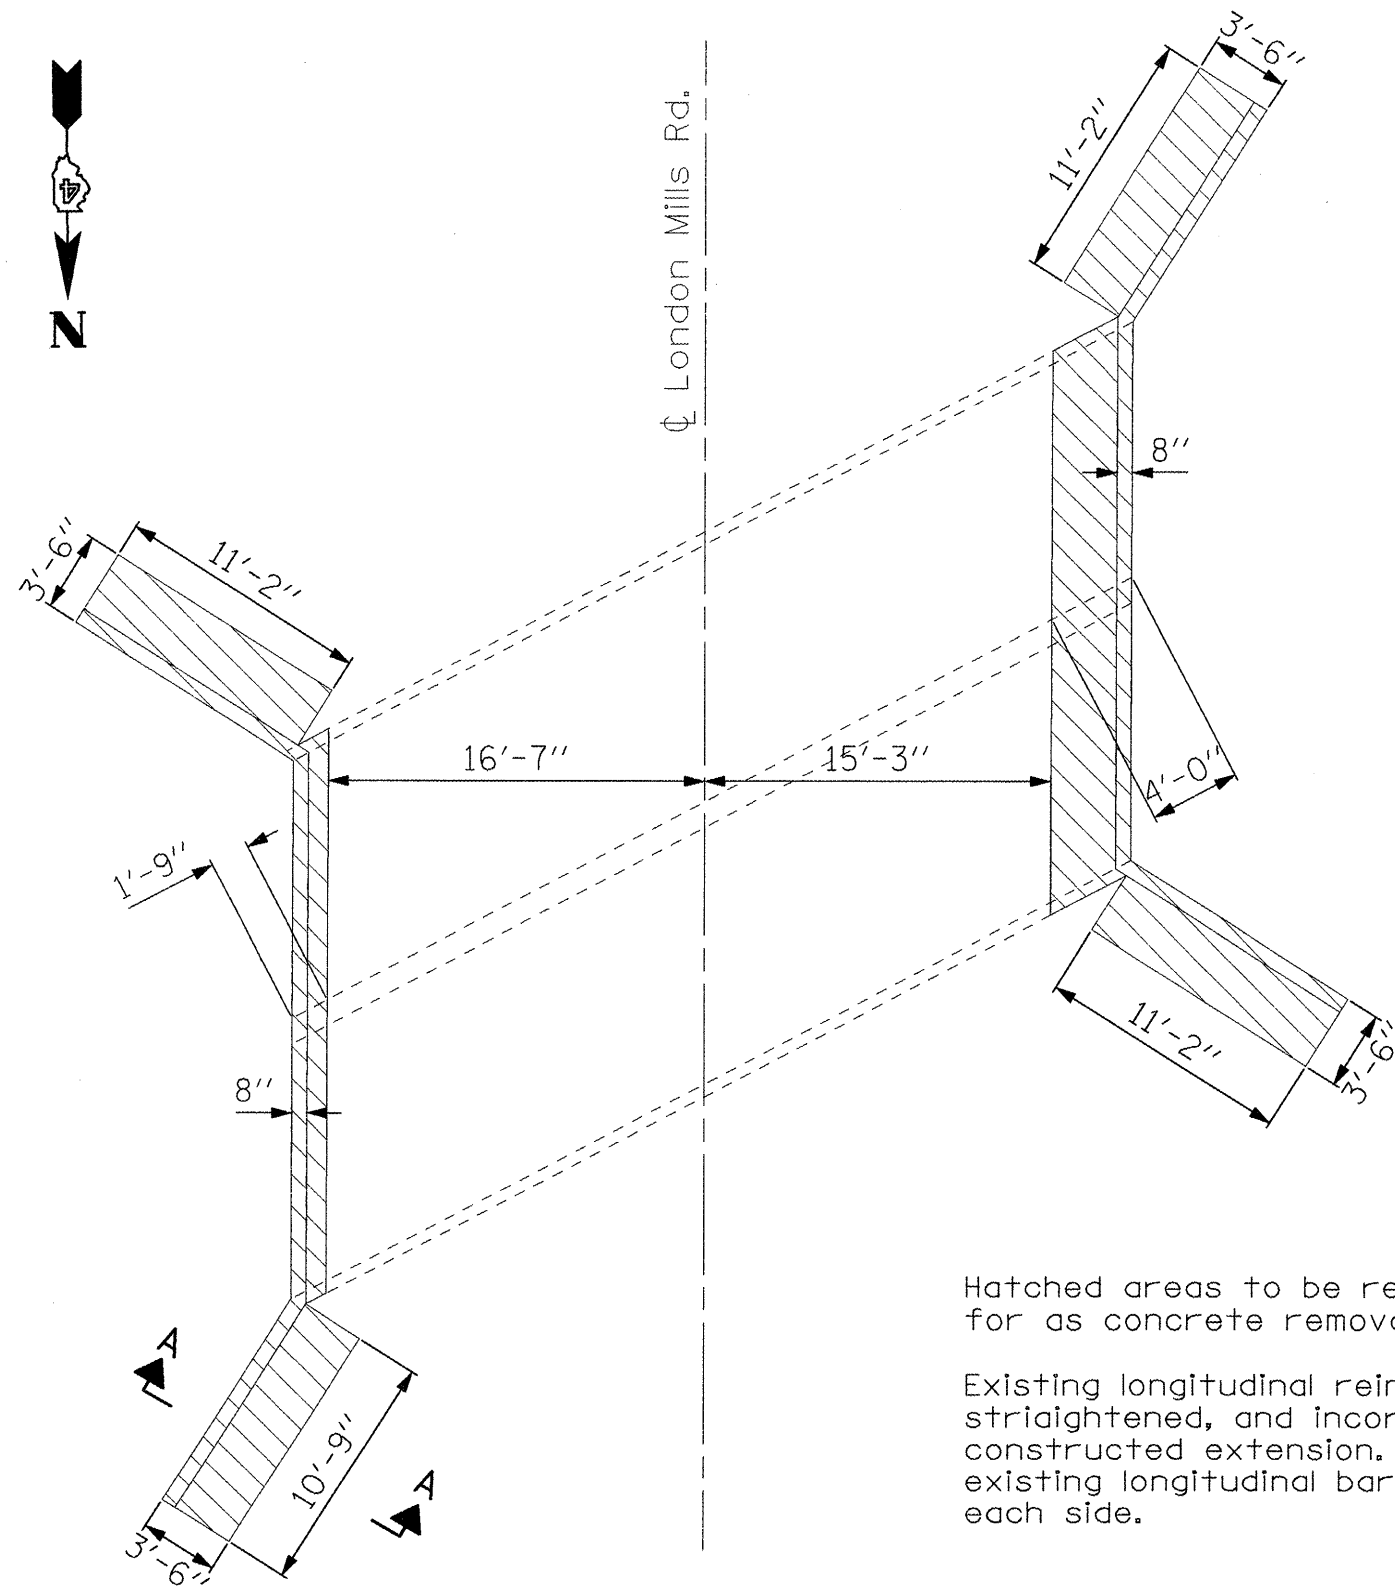 3'-6"
11'-2"
℄ London Mills Rd.
N
8"
3'-6"
11'-2"
16'-7"
15'-3"
4'-0"
1'-9"
11'-2"
3'-6"
8"
A
10'-9"
A
3'-6"
Hatched areas to be re
for as concrete remov
Existing longitudinal rein
striaightened, and incor
constructed extension.
existing longitudinal bar
each side.